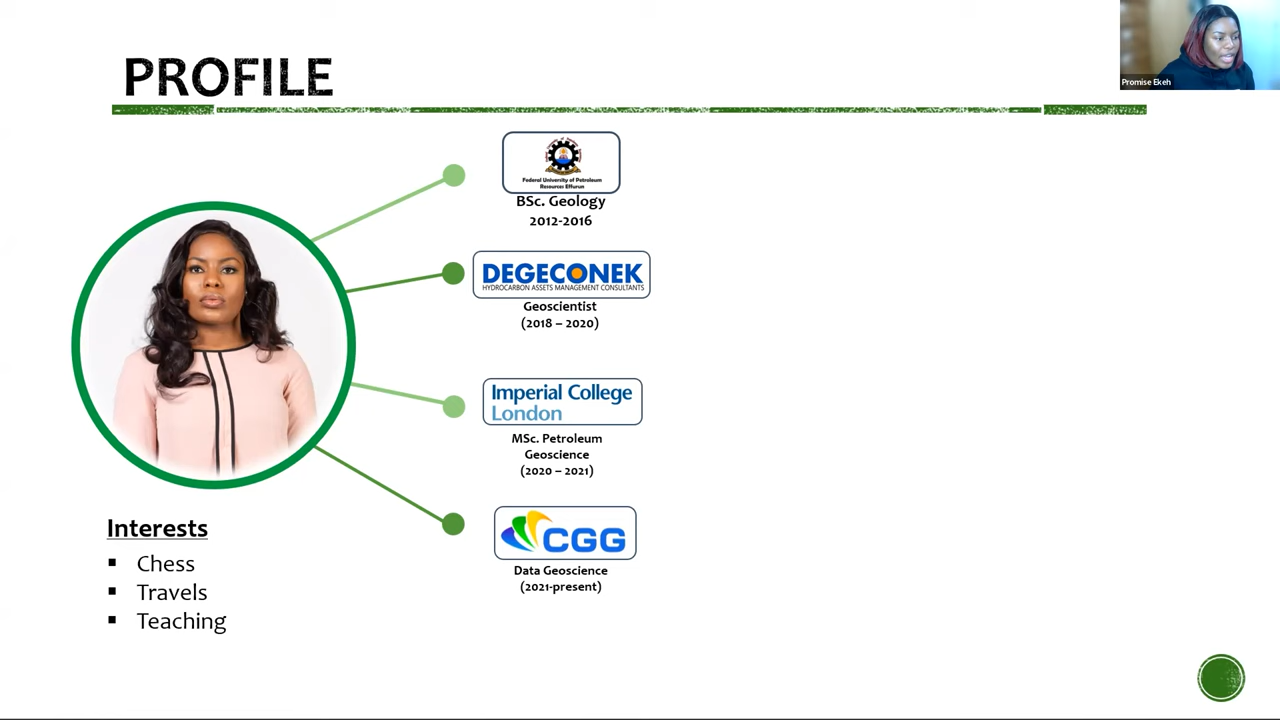 PROFILE
Promise Ekeh
Federal University of Petroleum
Resources Effurun
BSc. Geology
2012-2016
DEGECONEK
HYDROCARBON ASSETS MANAGEMENT CONSULTANTS
Geoscientist
(2018 – 2020)
Imperial College
London
MSc. Petroleum
Geoscience
(2020 – 2021)
CGG
Data Geoscience
(2021-present)
Interests
▪ Chess
▪ Travels
▪ Teaching